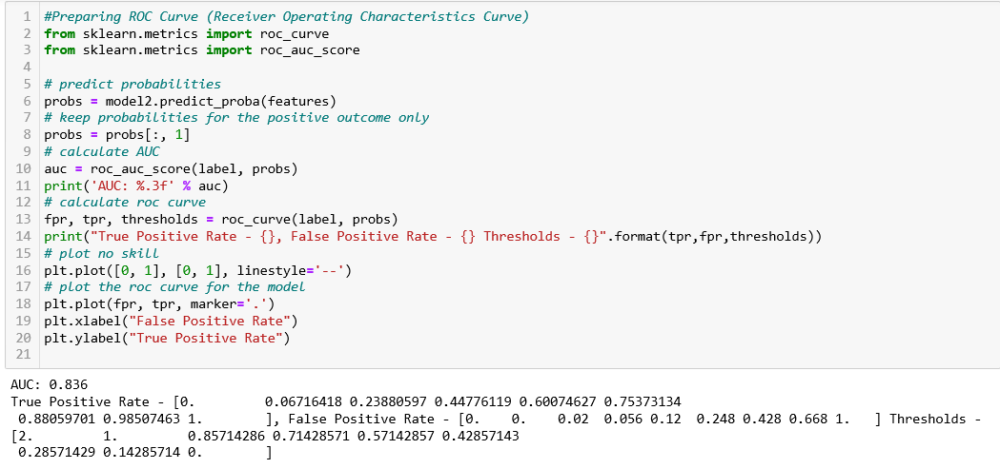 1 #Preparing ROC Curve (Receiver Operating Characteristics Curve)
2 from sklearn.metrics import roc_curve
3 from sklearn.metrics import roc_auc_score
4
5 # predict probabilities
6 probs = model2.predict_proba(features)
7 # keep probabilities for the positive outcome only
8 probs = probs[:, 1]
9 # calculate AUC
10 auc = roc_auc_score(label, probs)
11 print('AUC: %.3f' % auc)
12 # calculate roc curve
13 fpr, tpr, thresholds = roc_curve(label, probs)
14 print("True Positive Rate - {}, False Positive Rate - {} Thresholds - {}".format(tpr,fpr,thresholds))
15 # plot no skill
16 plt.plot([0, 1], [0, 1], linestyle='--')
17 # plot the roc curve for the model
18 plt.plot(fpr, tpr, marker='.')
19 plt.xlabel("False Positive Rate")
20 plt.ylabel("True Positive Rate")
21
AUC: 0.836
True Positive Rate - [0.         0.06716418 0.23880597 0.44776119 0.60074627 0.75373134
 0.88059701 0.98507463 1.        ], False Positive Rate - [0.    0.    0.02  0.056 0.12  0.248 0.428 0.668 1.   ] Thresholds -
[2.         1.         0.85714286 0.71428571 0.57142857 0.42857143
 0.28571429 0.14285714 0.        ]